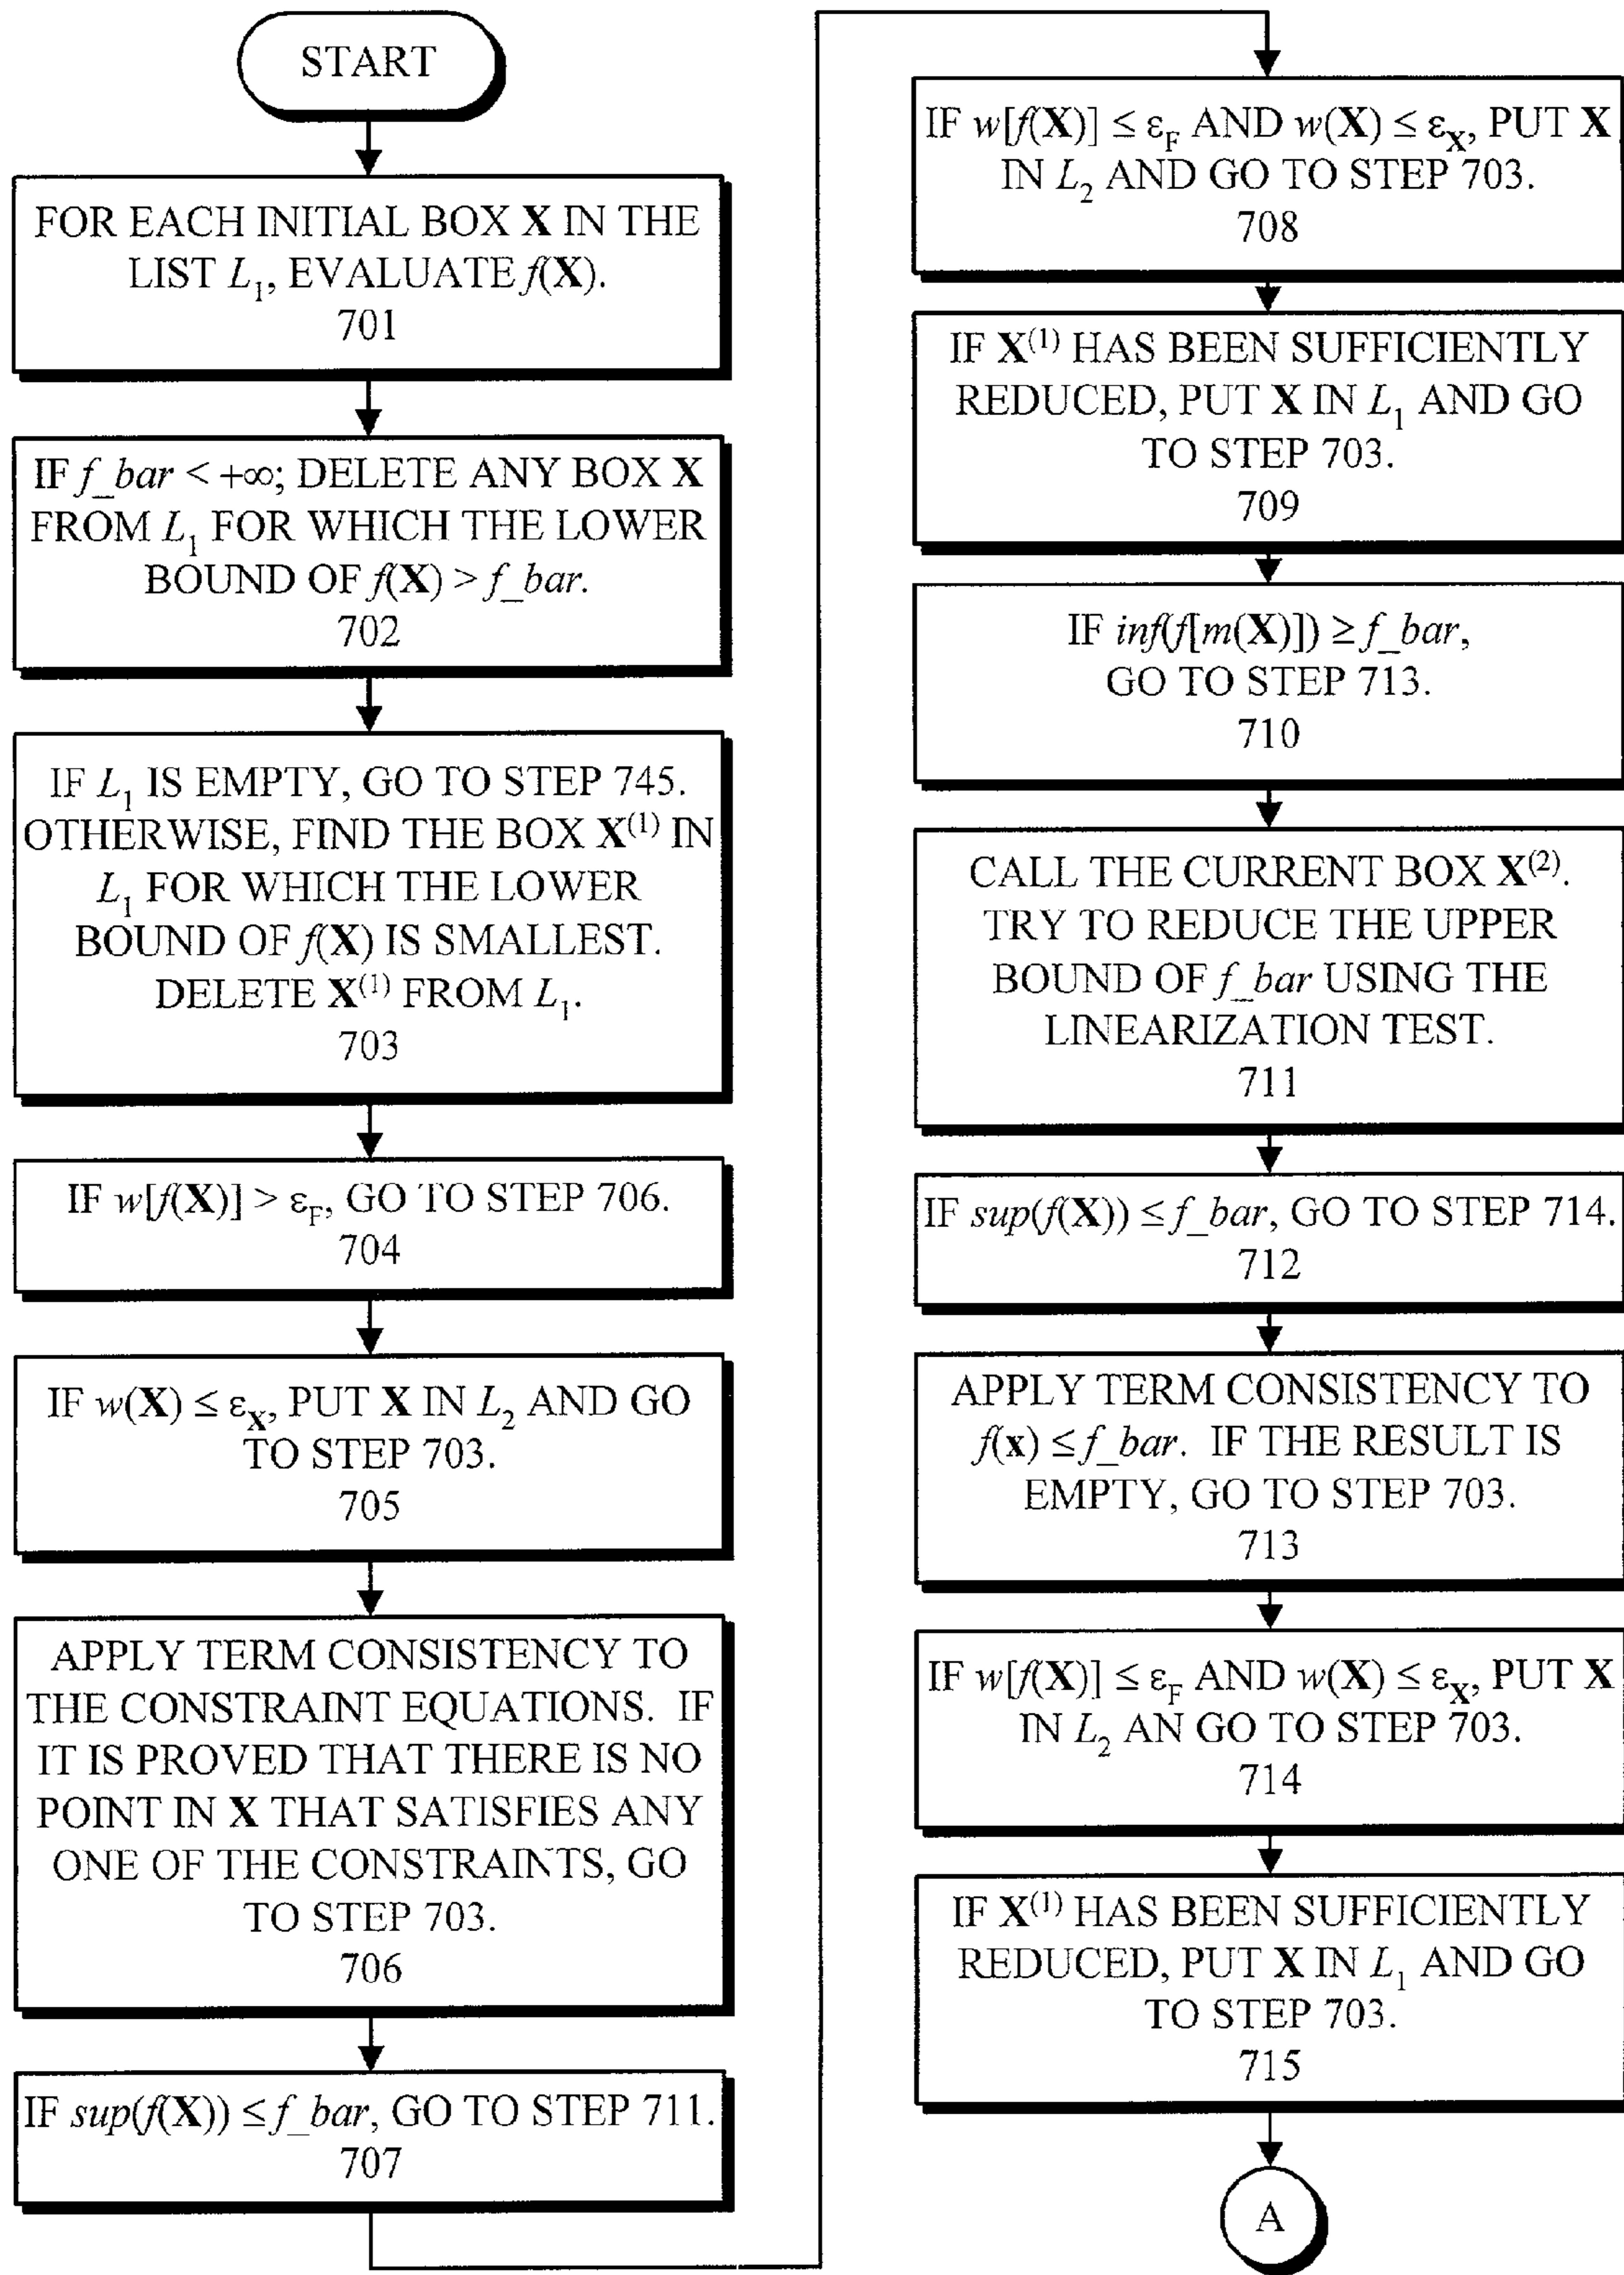 START
FOR EACH INITIAL BOX X IN THE
LIST L₁, EVALUATE f(X).
701
IF f_bar < +∞; DELETE ANY BOX X
FROM L₁ FOR WHICH THE LOWER
BOUND OF f(X) > f_bar.
702
IF L₁ IS EMPTY, GO TO STEP 745.
OTHERWISE, FIND THE BOX X⁽¹⁾ IN
L₁ FOR WHICH THE LOWER
BOUND OF f(X) IS SMALLEST.
DELETE X⁽¹⁾ FROM L₁.
703
IF w[f(X)] > ε_F, GO TO STEP 706.
704
IF w(X) ≤ ε_X, PUT X IN L₂ AND GO
TO STEP 703.
705
APPLY TERM CONSISTENCY TO
THE CONSTRAINT EQUATIONS. IF
IT IS PROVED THAT THERE IS NO
POINT IN X THAT SATISFIES ANY
ONE OF THE CONSTRAINTS, GO
TO STEP 703.
706
IF sup(f(X)) ≤ f_bar, GO TO STEP 711.
707
IF w[f(X)] ≤ ε_F AND w(X) ≤ ε_X, PUT X
IN L₂ AND GO TO STEP 703.
708
IF X⁽¹⁾ HAS BEEN SUFFICIENTLY
REDUCED, PUT X IN L₁ AND GO
TO STEP 703.
709
IF inf(f[m(X)]) ≥ f_bar,
GO TO STEP 713.
710
CALL THE CURRENT BOX X⁽²⁾.
TRY TO REDUCE THE UPPER
BOUND OF f_bar USING THE
LINEARIZATION TEST.
711
IF sup(f(X)) ≤ f_bar, GO TO STEP 714.
712
APPLY TERM CONSISTENCY TO
f(x) ≤ f_bar. IF THE RESULT IS
EMPTY, GO TO STEP 703.
713
IF w[f(X)] ≤ ε_F AND w(X) ≤ ε_X, PUT X
IN L₂ AN GO TO STEP 703.
714
IF X⁽¹⁾ HAS BEEN SUFFICIENTLY
REDUCED, PUT X IN L₁ AND GO
TO STEP 703.
715
A